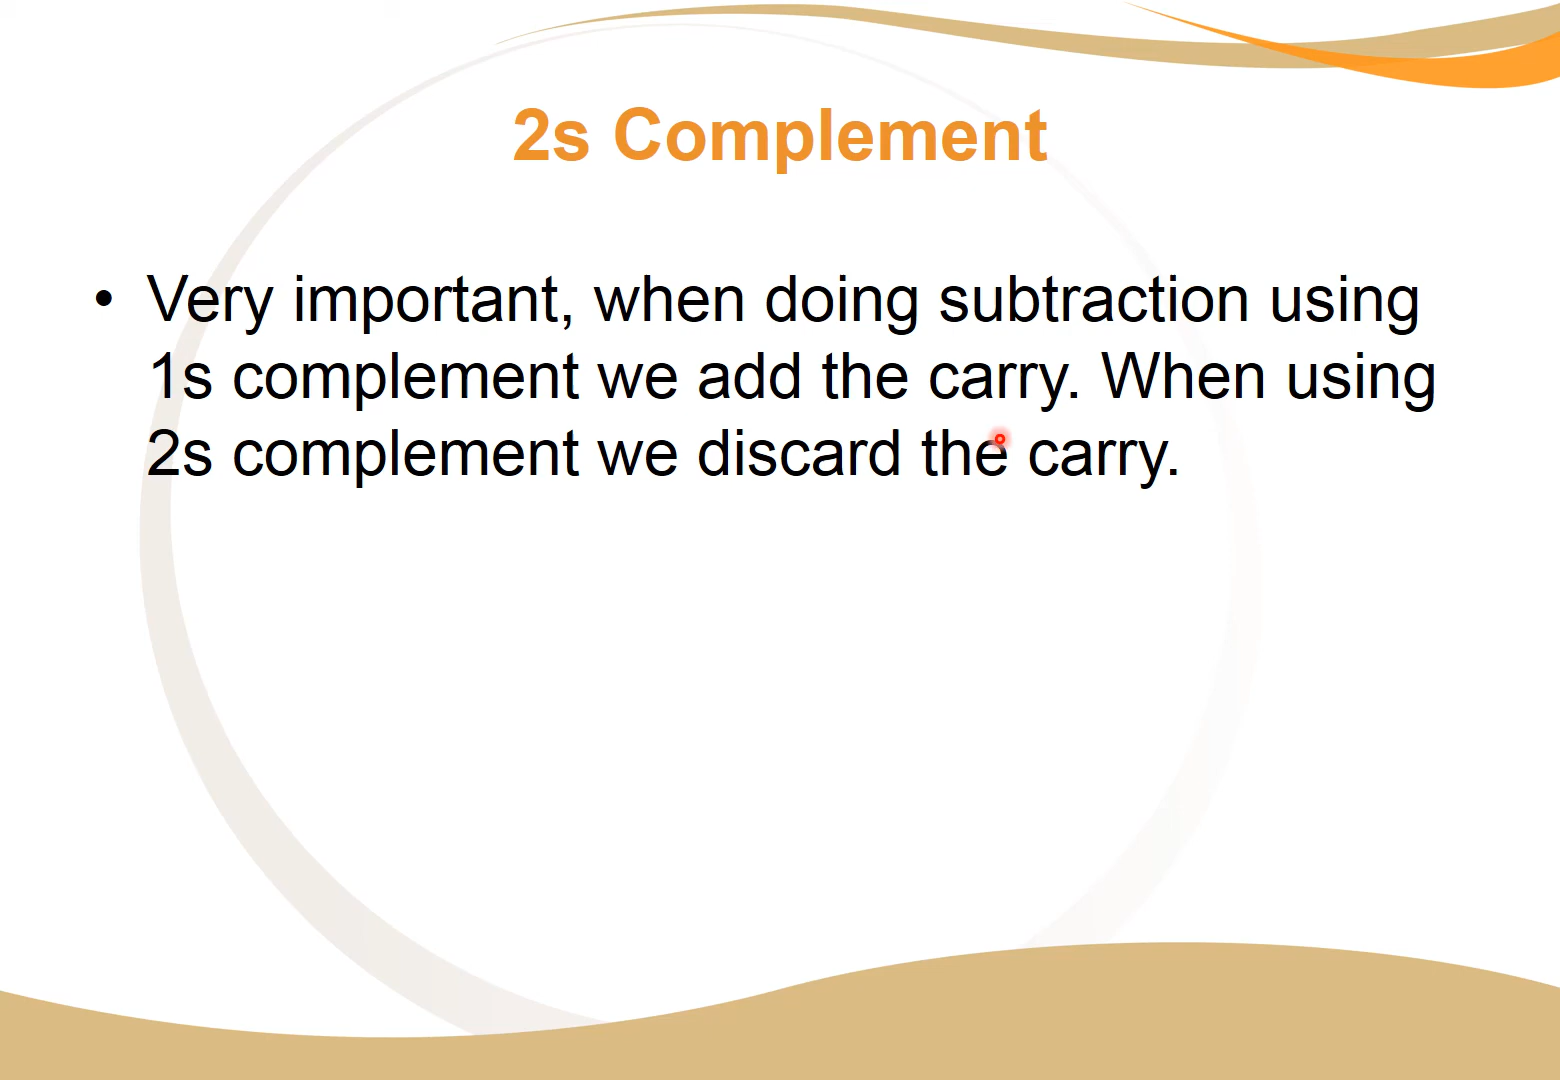 2s Complement
• Very important, when doing subtraction using
1s complement we add the carry. When using
2s complement we discard the carry.